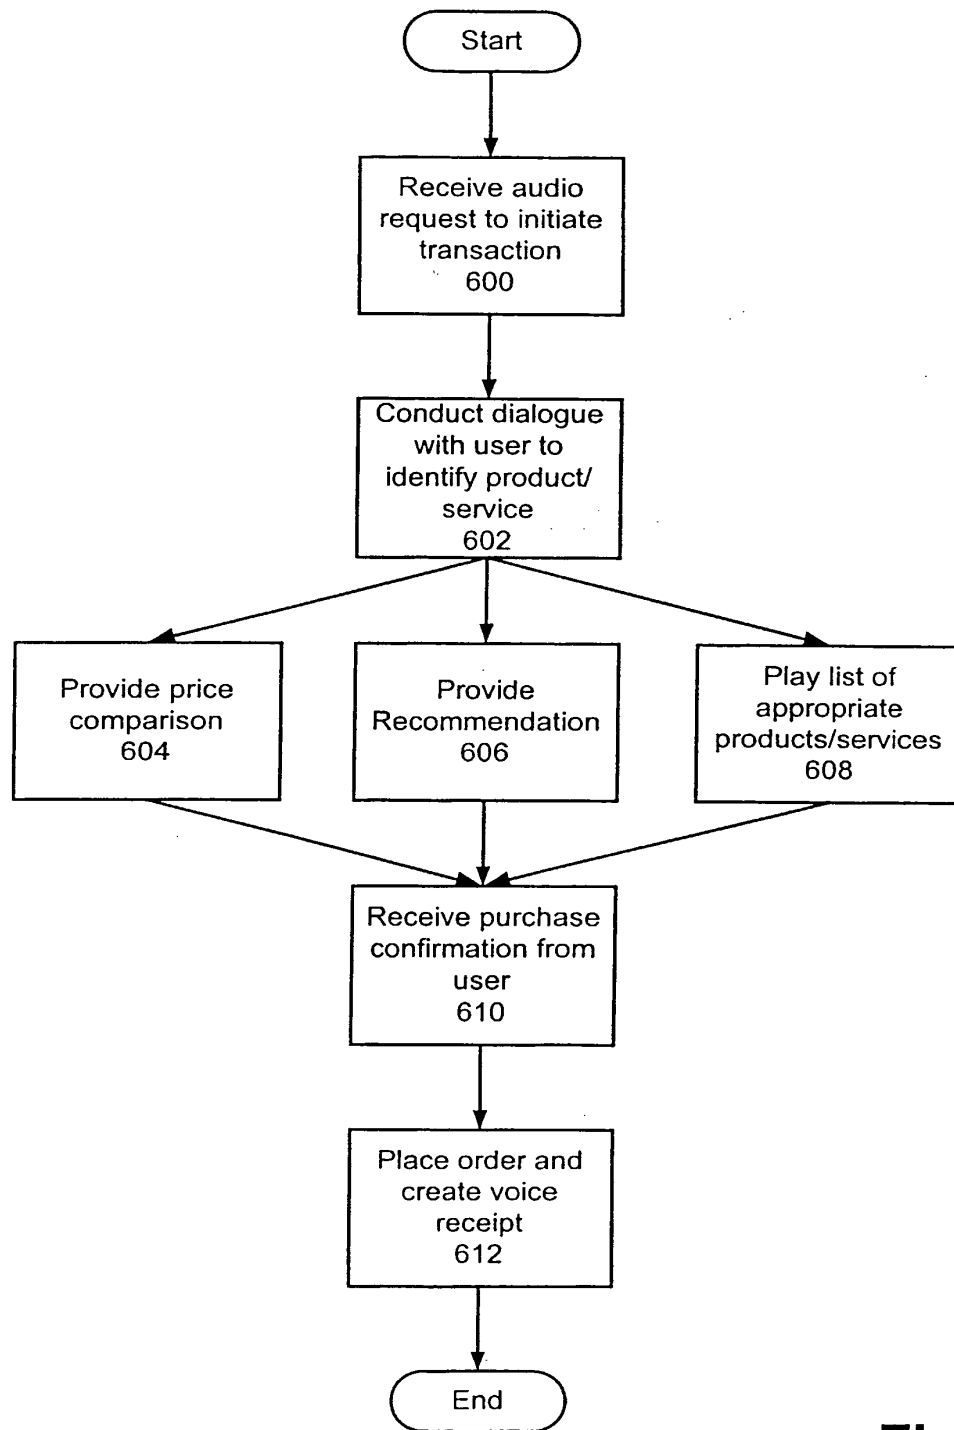 Start
Receive audio
request to initiate
transaction
600
Conduct dialogue
with user to
identify product/
service
602
Provide price
comparison
604
Provide
Recommendation
606
Play list of
appropriate
products/services
608
Receive purchase
confirmation from
user
610
Place order and
create voice
receipt
612
End